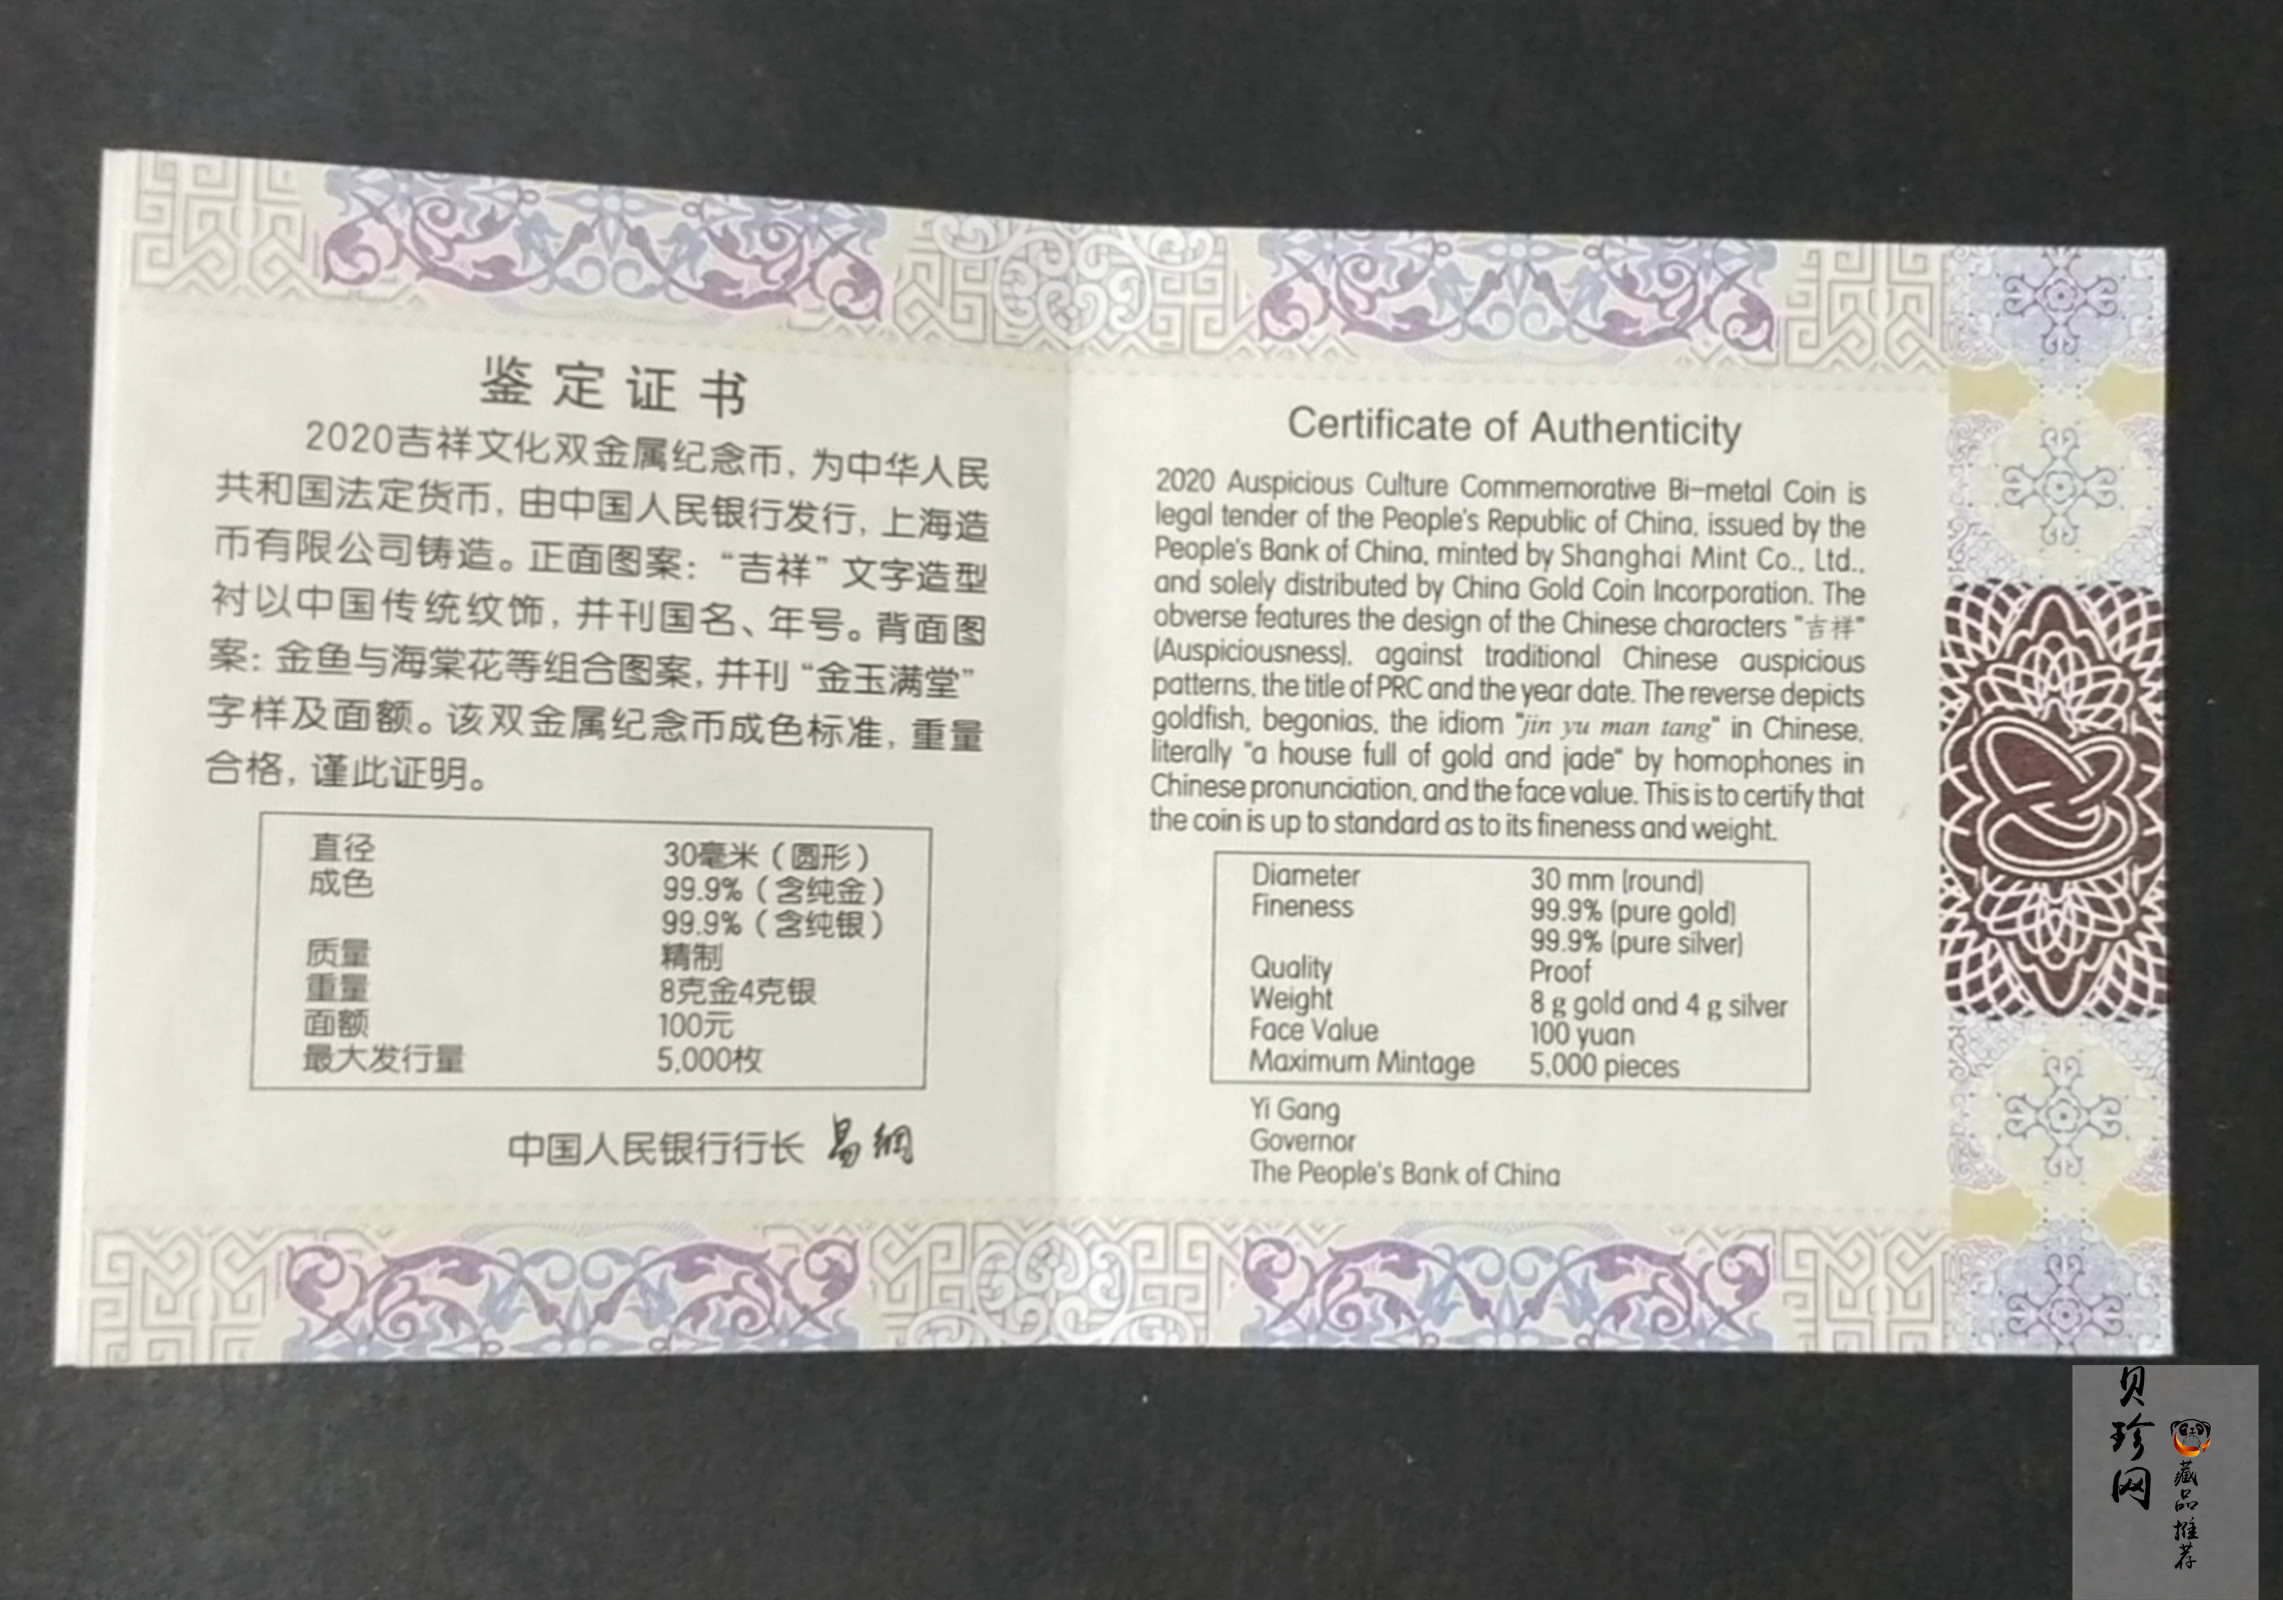 鉴定证书
2020吉祥文化双金属纪念币，为中华人民
共和国法定货币，由中国人民银行发行，上海造
币有限公司铸造。正面图案：“吉祥”文字造型
衬以中国传统纹饰，并刊国名、年号。背面图
案：金鱼与海棠花等组合图案，并刊“金玉满堂”
字样及面额。该双金属纪念币成色标准，重量
合格，谨此证明。
直径 30毫米（圆形）
成色 99.9%（含纯金）
99.9%（含纯银）
质量 精制
重量 8克金4克银
面额 100元
最大发行量 5,000枚
中国人民银行行长 易纲
Certificate of Authenticity
2020 Auspicious Culture Commemorative Bi-metal Coin is
legal tender of the People's Republic of China, issued by the
People's Bank of China, minted by Shanghai Mint Co., Ltd.,
and solely distributed by China Gold Coin Incorporation. The
obverse features the design of the Chinese characters "吉祥"
(Auspiciousness), against traditional Chinese auspicious
patterns, the title of PRC and the year date. The reverse depicts
goldfish, begonias, the idiom "jin yu man tang" in Chinese,
literally "a house full of gold and jade" by homophones in
Chinese pronunciation, and the face value. This is to certify that
the coin is up to standard as to its fineness and weight.
Diameter 30 mm (round)
Fineness 99.9% (pure gold)
99.9% (pure silver)
Quality Proof
Weight 8 g gold and 4 g silver
Face Value 100 yuan
Maximum Mintage 5,000 pieces
Yi Gang
Governor
The People's Bank of China
贝珍网
藏品推荐